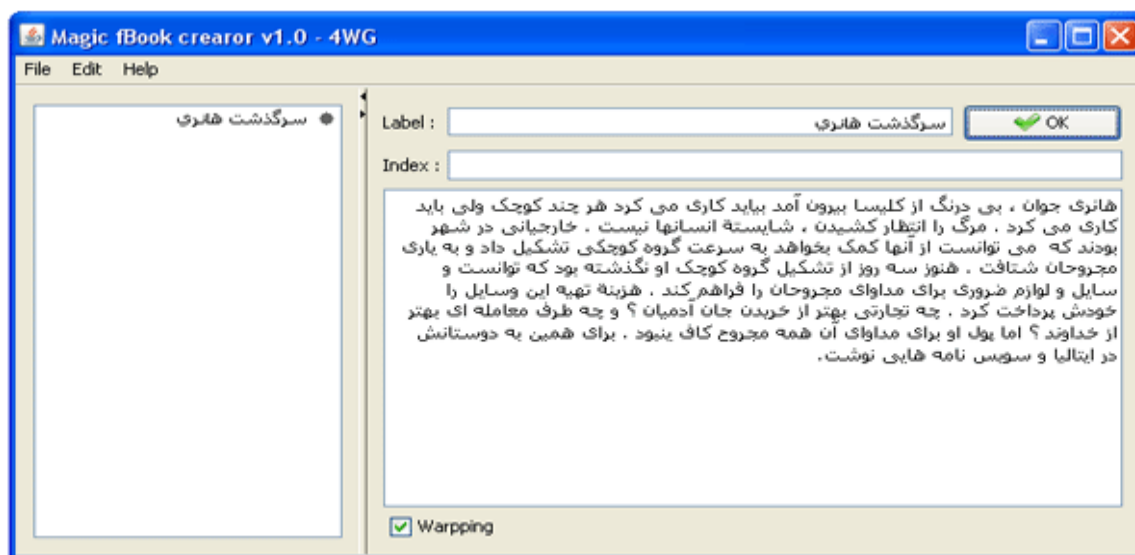 Magic fBook crearor v1.0 - 4WG
File Edit Help
سرگذشت هانری
Label : سرگذشت هانری OK
Index :
هانری جوان ، بی درنگ از کلیسا بیرون آمد بیاید کاری می کرد هر چند کوچک ولی باید
کاری می کرد . مرگ را انتظار کشیدن ، شایستة انسانها نیست . خارجیانی در شهر
بودند که می توانست از آنها کمک بخواهد به سرعت گروه کوچکی تشکیل داد و به یاری
مجروحان شتافت . هنوز سه روز از تشکیل گروه کوچک او نگذشته بود که توانست و
سایل و لوازم ضروری برای مداوای مجروحان را فراهم کند . هزینة تهیه این وسایل را
خودش پرداخت کرد . چه تجارتی بهتر از خریدن جان آدمیان ؟ و چه طرف معامله ای بهتر
از خداوند ؟ اما پول او برای مداوای آن همه مجروح کاف ینبود . برای همین به دوستانش
در ایتالیا و سویس نامه هایی نوشت.
Warpping